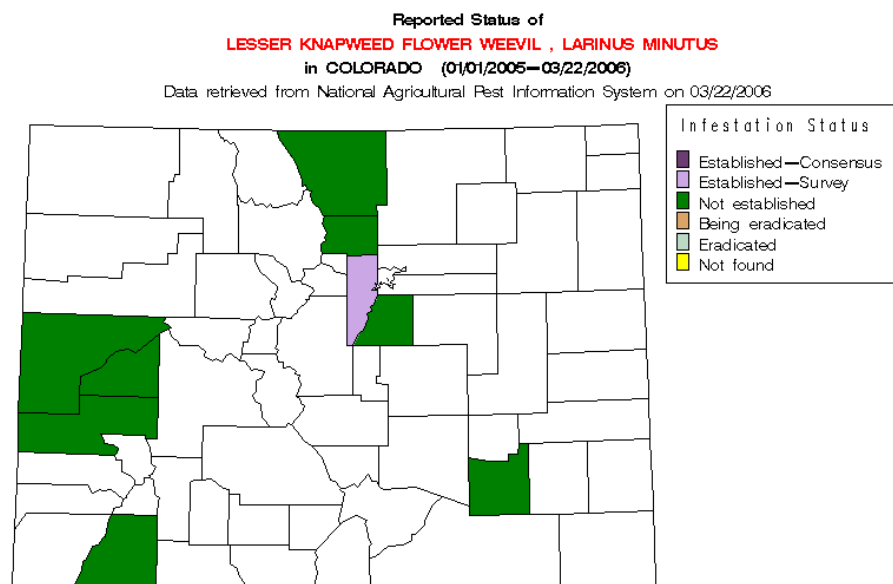 Reported Status of
LESSER KNAPWEED FLOWER WEEVIL , LARINUS MINUTUS
in COLORADO (01/01/2005—03/22/2006)
Data retrieved from National Agricultural Pest Information System on 03/22/2006
Infestation Status
Established—Consensus
Established—Survey
Not established
Being eradicated
Eradicated
Not found